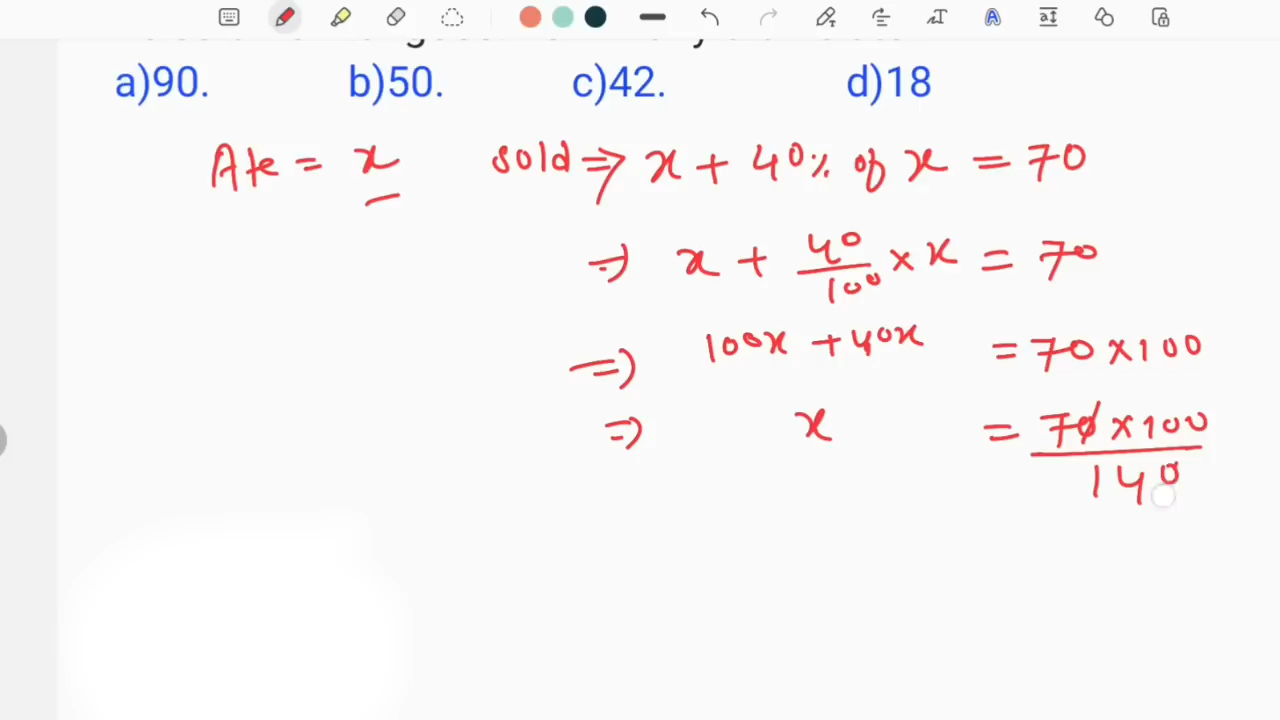 a)90. b)50. c)42. d)18
Ate = x sold => x + 40% of x = 70
=> x + 40/100 × x = 70
=> 100x + 40x = 70 × 100
=> x = 70 × 100 / 140